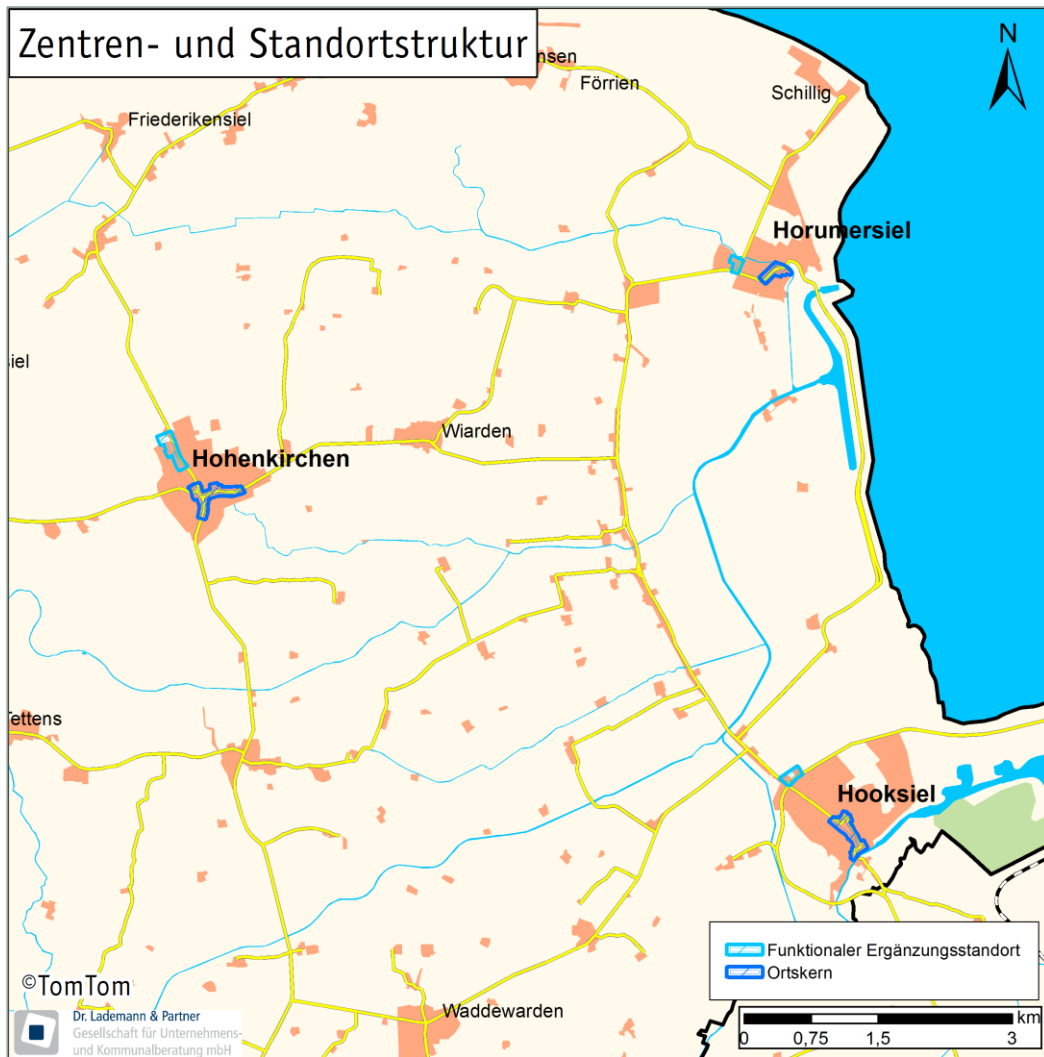 Zentren- und Standortstruktur
nsen
Förrien
Schillig
Friederikensiel
Horumersiel
siel
Wiarden
Hohenkirchen
Tettens
Hooksiel
Funktionaler Ergänzungsstandort
Ortskern
©TomTom
Waddewarden
Dr. Lademann & Partner
Gesellschaft für Unternehmens-
und Kommunalberatung mbH
N
km
0 0,75 1,5 3